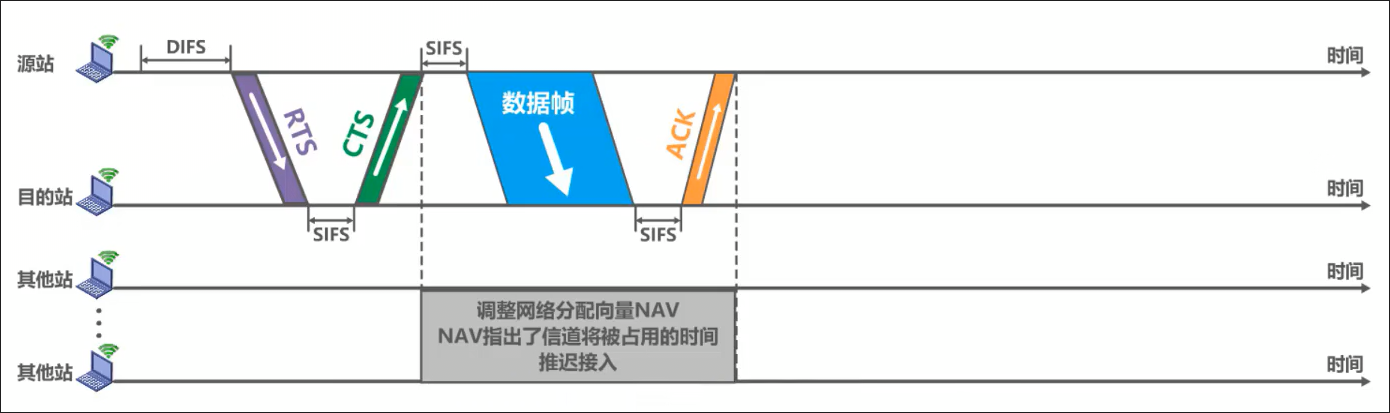 DIFS
SIFS
源站
时间
RTS
CTS
数据帧
ACK
目的站
时间
SIFS
SIFS
其他站
时间
调整网络分配向量NAV
NAV指出了信道将被占用的时间
推迟接入
其他站
时间